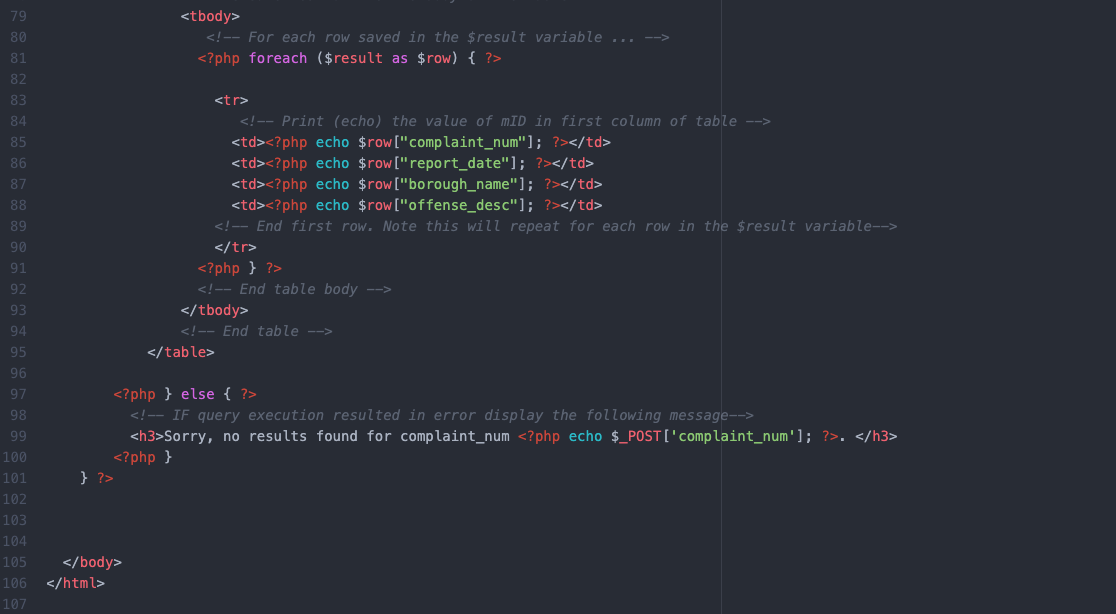 79 <tbody>
80 <!-- For each row saved in the $result variable ... -->
81 <?php foreach ($result as $row) { ?>
82
83 <tr>
84 <!-- Print (echo) the value of mID in first column of table -->
85 <td><?php echo $row["complaint_num"]; ?></td>
86 <td><?php echo $row["report_date"]; ?></td>
87 <td><?php echo $row["borough_name"]; ?></td>
88 <td><?php echo $row["offense_desc"]; ?></td>
89 <!-- End first row. Note this will repeat for each row in the $result variable-->
90 </tr>
91 <?php } ?>
92 <!-- End table body -->
93 </tbody>
94 <!-- End table -->
95 </table>
96
97 <?php } else { ?>
98 <!-- IF query execution resulted in error display the following message-->
99 <h3>Sorry, no results found for complaint_num <?php echo $_POST['complaint_num']; ?>. </h3>
100 <?php }
101 } ?>
102
103
104
105 </body>
106 </html>
107